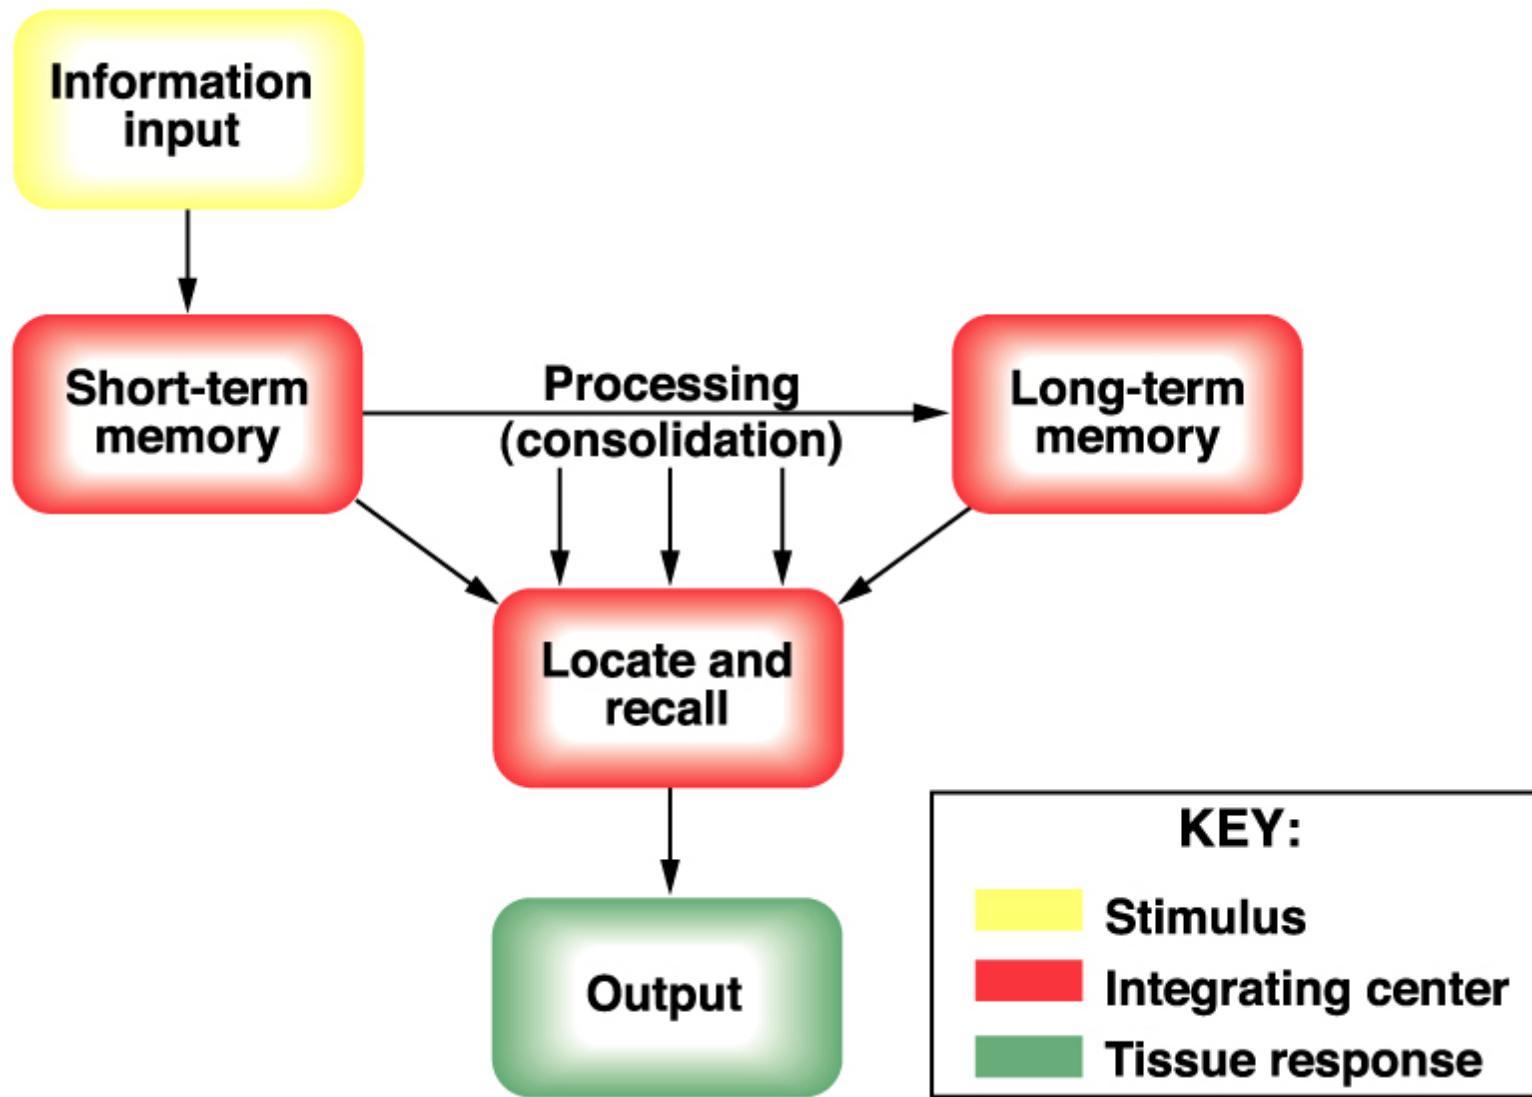 Information
input
Short-term
memory
Processing
(consolidation)
Long-term
memory
Locate and
recall
Output
KEY:
Stimulus
Integrating center
Tissue response